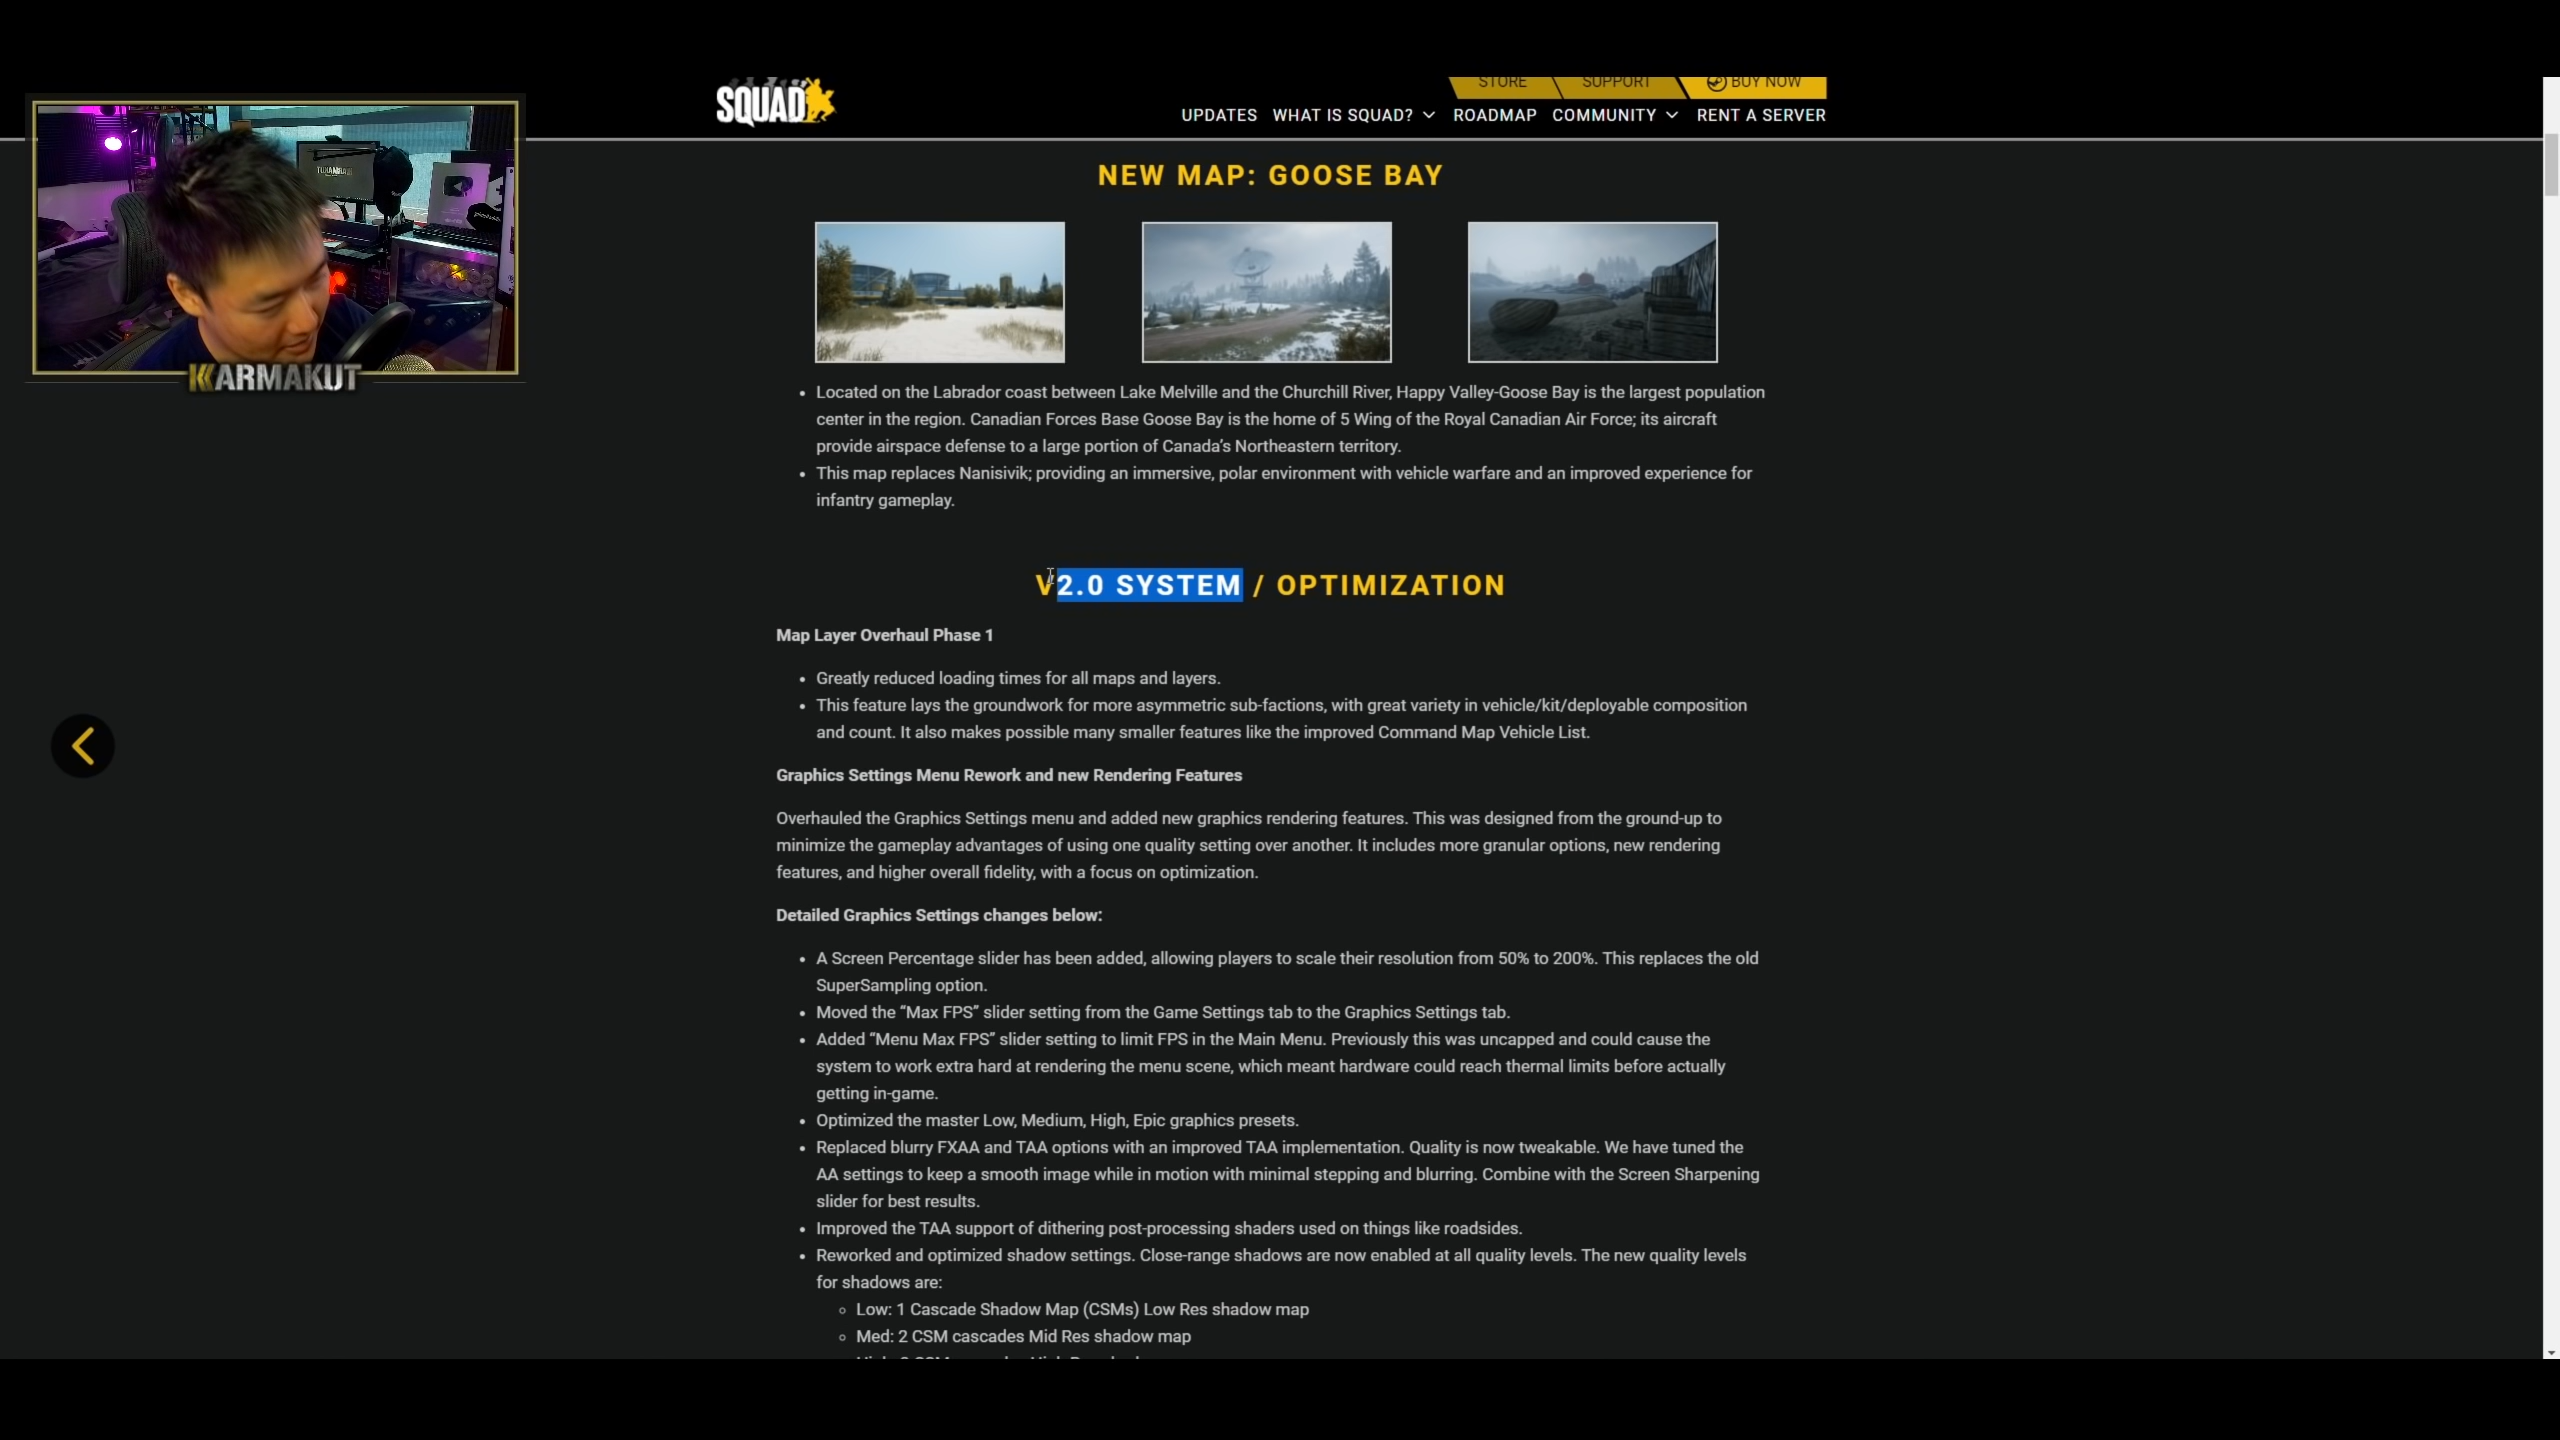 STORE SUPPORT BUY NOW
SQUAD
UPDATES WHAT IS SQUAD? ROADMAP COMMUNITY RENT A SERVER
KARMAKUT
NEW MAP: GOOSE BAY
• Located on the Labrador coast between Lake Melville and the Churchill River, Happy Valley-Goose Bay is the largest population
center in the region. Canadian Forces Base Goose Bay is the home of 5 Wing of the Royal Canadian Air Force; its aircraft
provide airspace defense to a large portion of Canada’s Northeastern territory.
• This map replaces Nanisivik; providing an immersive, polar environment with vehicle warfare and an improved experience for
infantry gameplay.
V2.0 SYSTEM / OPTIMIZATION
Map Layer Overhaul Phase 1
• Greatly reduced loading times for all maps and layers.
• This feature lays the groundwork for more asymmetric sub-factions, with great variety in vehicle/kit/deployable composition
and count. It also makes possible many smaller features like the improved Command Map Vehicle List.
Graphics Settings Menu Rework and new Rendering Features
Overhauled the Graphics Settings menu and added new graphics rendering features. This was designed from the ground-up to
minimize the gameplay advantages of using one quality setting over another. It includes more granular options, new rendering
features, and higher overall fidelity, with a focus on optimization.
Detailed Graphics Settings changes below:
• A Screen Percentage slider has been added, allowing players to scale their resolution from 50% to 200%. This replaces the old
SuperSampling option.
• Moved the “Max FPS” slider setting from the Game Settings tab to the Graphics Settings tab.
• Added “Menu Max FPS” slider setting to limit FPS in the Main Menu. Previously this was uncapped and could cause the
system to work extra hard at rendering the menu scene, which meant hardware could reach thermal limits before actually
getting in-game.
• Optimized the master Low, Medium, High, Epic graphics presets.
• Replaced blurry FXAA and TAA options with an improved TAA implementation. Quality is now tweakable. We have tuned the
AA settings to keep a smooth image while in motion with minimal stepping and blurring. Combine with the Screen Sharpening
slider for best results.
• Improved the TAA support of dithering post-processing shaders used on things like roadsides.
• Reworked and optimized shadow settings. Close-range shadows are now enabled at all quality levels. The new quality levels
for shadows are:
◦ Low: 1 Cascade Shadow Map (CSMs) Low Res shadow map
◦ Med: 2 CSM cascades Mid Res shadow map